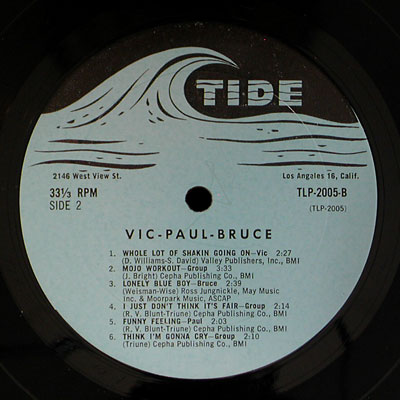 TIDE
2146 West View St.
Los Angeles 16, Calif.
33⅓ RPM
TLP-2005-B
SIDE 2
(TLP-2005)
VIC-PAUL-BRUCE
1. WHOLE LOT OF SHAKIN GOING ON—Vic 2:27
(D. Williams-S. David) Valley Publishers, Inc., BMI
2. MOJO WORKOUT—Group 3:33
(J. Bright) Cepha Publishing Co., BMI
3. LONELY BLUE BOY—Bruce 2:39
(Weisman-Wise) Ross Jungnickle, May Music
Inc. & Moorpark Music, ASCAP
4. I JUST DON'T THINK IT'S FAIR—Group 2:14
(R. V. Blunt-Triune) Cepha Publishing Co., BMI
5. FUNNY FEELING—Paul 2:03
(R. V. Blunt-Triune) Cepha Publishing Co., BMI
6. THINK I'M GONNA CRY—Group 2:10
(Triune) Cepha Publishing Co., BMI